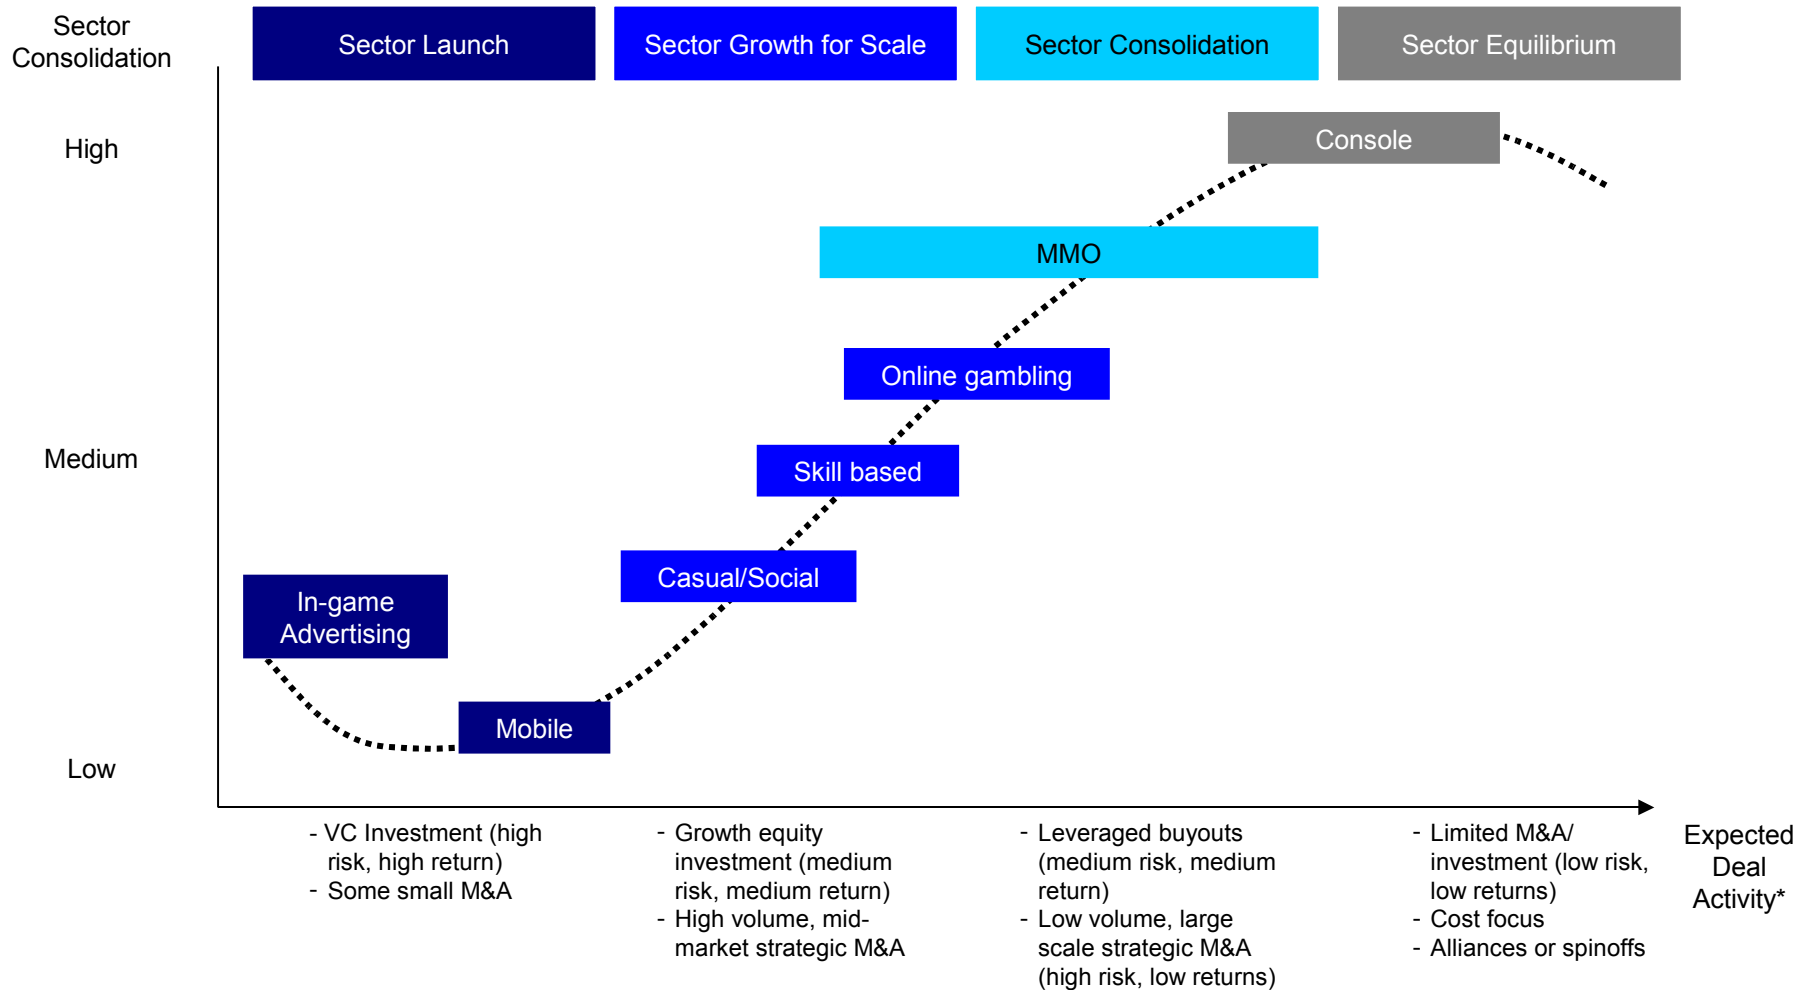 Sector
Consolidation
Sector Launch
Sector Growth for Scale
Sector Consolidation
Sector Equilibrium
High
Console
MMO
Online gambling
Medium
Skill based
Casual/Social
In-game
Advertising
Mobile
Low
- VC Investment (high
risk, high return)
- Some small M&A
- Growth equity
investment (medium
risk, medium return)
- High volume, mid-
market strategic M&A
- Leveraged buyouts
(medium risk, medium
return)
- Low volume, large
scale strategic M&A
(high risk, low returns)
- Limited M&A/
investment (low risk,
low returns)
- Cost focus
- Alliances or spinoffs
Expected
Deal
Activity*